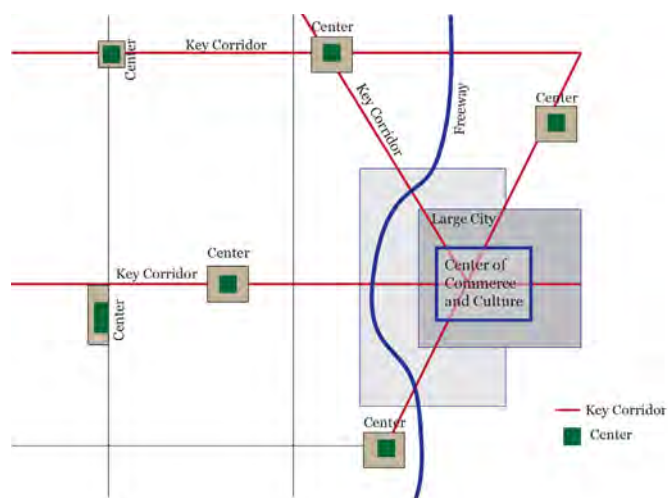 Center
Key Corridor
Center
Key Corridor
Freeway
Center
Large City
Center
Key Corridor
Center of
Commerce
and Culture
Center
Center
Key Corridor
Center